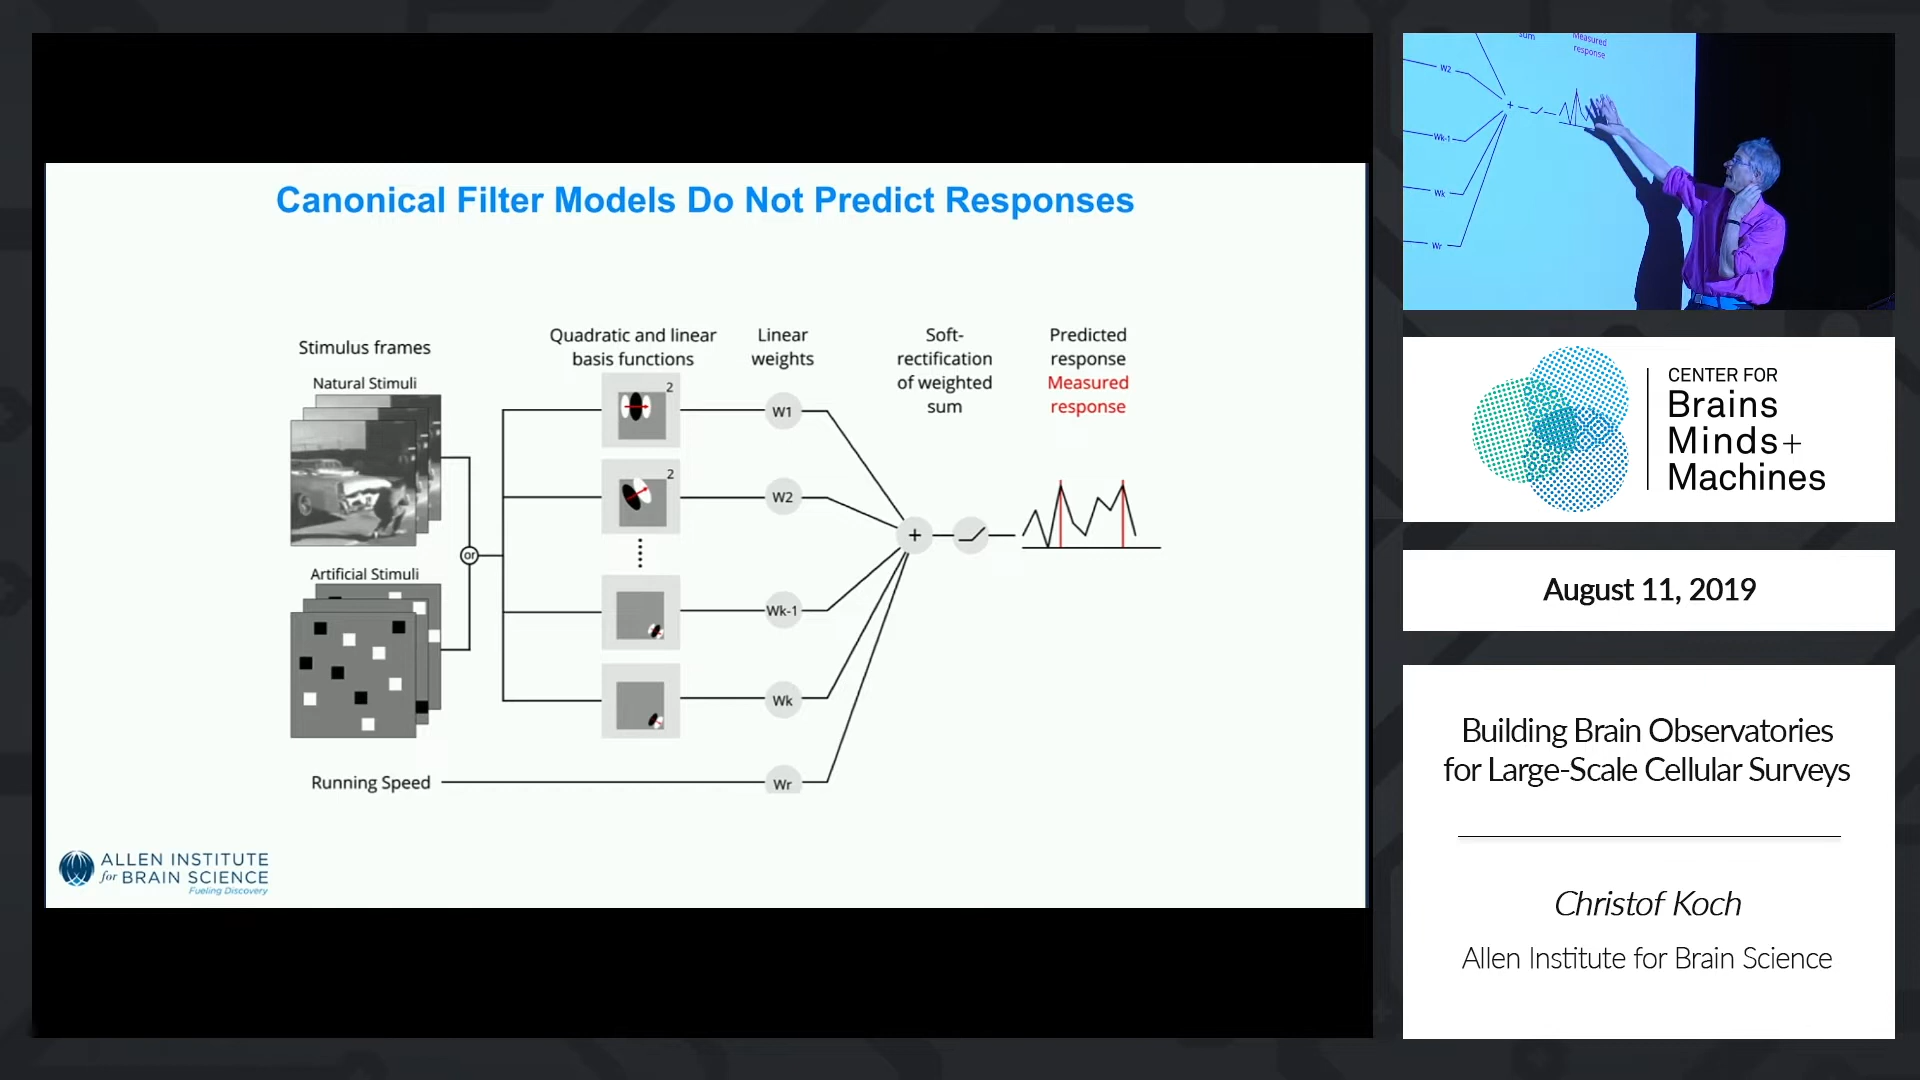 Canonical Filter Models Do Not Predict Responses
Stimulus frames
Natural Stimuli
or
Artificial Stimuli
Running Speed
Quadratic and linear
basis functions
2
2
Linear
weights
W1
W2
Wk-1
Wk
Wr
Soft-
rectification
of weighted
sum
+
Predicted
response
Measured
response
ALLEN INSTITUTE
for BRAIN SCIENCE
Fueling Discovery
sum
Measured
response
W2
+
Wk-1
Wk
Wr
CENTER FOR
Brains
Minds+
Machines
August 11, 2019
Building Brain Observatories
for Large-Scale Cellular Surveys
Christof Koch
Allen Institute for Brain Science